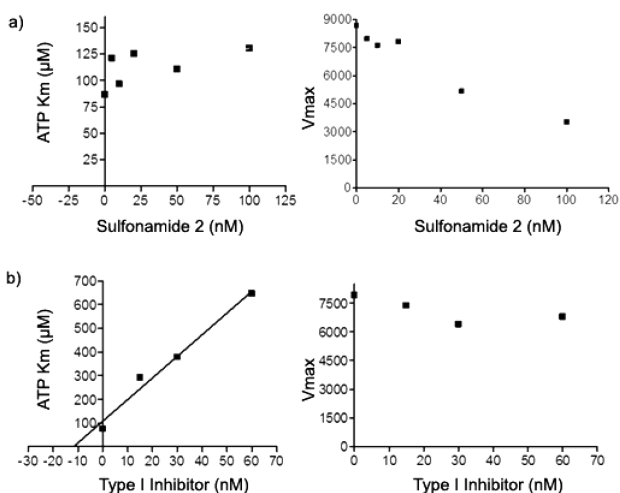 a)
ATP Km (µM)
150
125
100
75
50
25
-50 -25 0 25 50 75 100 125
Sulfonamide 2 (nM)
Vmax
9000
7500
6000
4500
3000
1500
0
0 20 40 60 80 100 120
Sulfonamide 2 (nM)
b)
ATP Km (µM)
700
600
500
400
300
200
100
-30 -20 -10 0 10 20 30 40 50 60 70
Type I Inhibitor (nM)
Vmax
7500
6000
4500
3000
1500
0
0 10 20 30 40 50 60 70
Type I Inhibitor (nM)